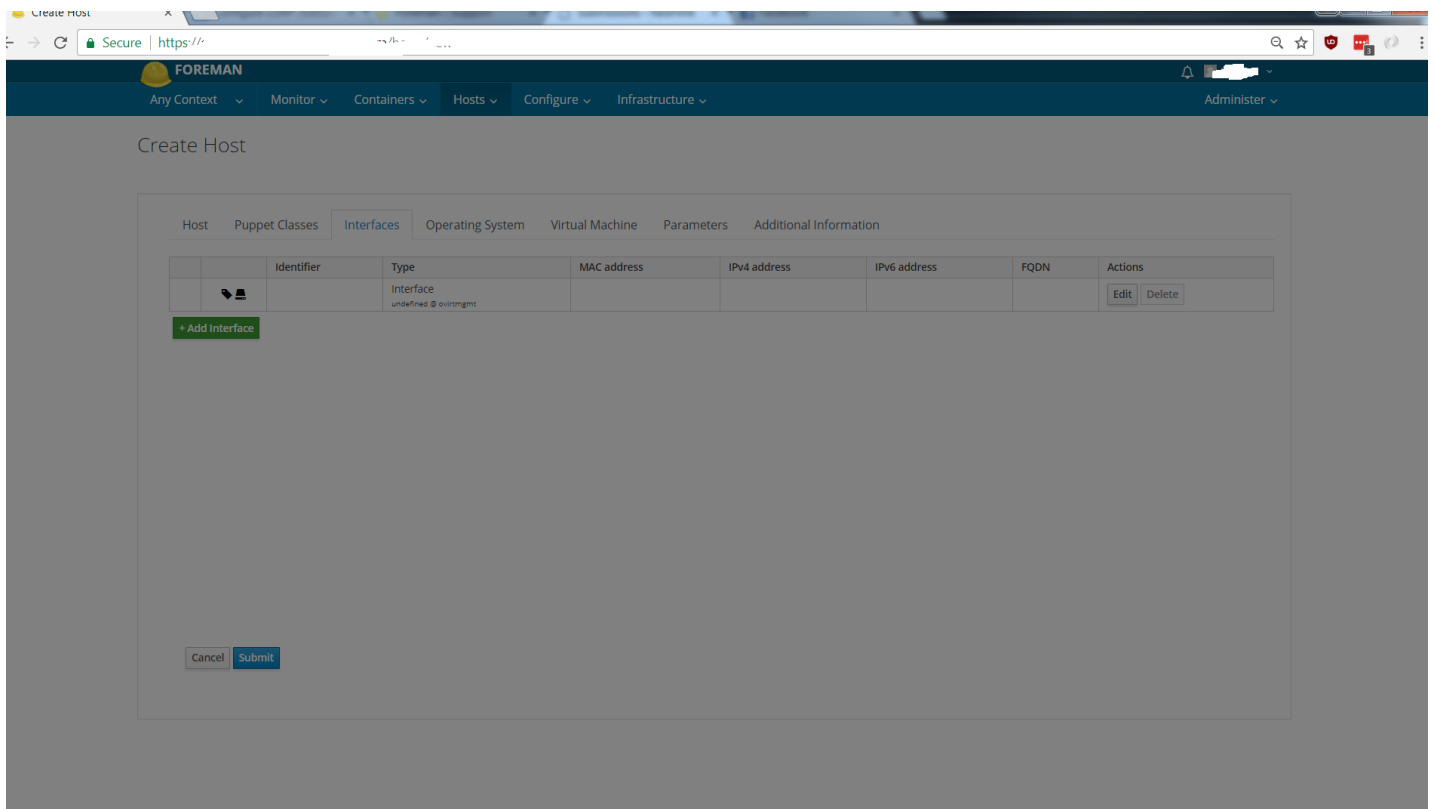 Create Host
Secure https://
FOREMAN
Any Context Monitor Containers Hosts Configure Infrastructure Administer
Create Host
Host Puppet Classes Interfaces Operating System Virtual Machine Parameters Additional Information
Identifier Type MAC address IPv4 address IPv6 address FQDN Actions
Interface
undefined @ ovirtmgmt
Edit Delete
+ Add Interface
Cancel Submit